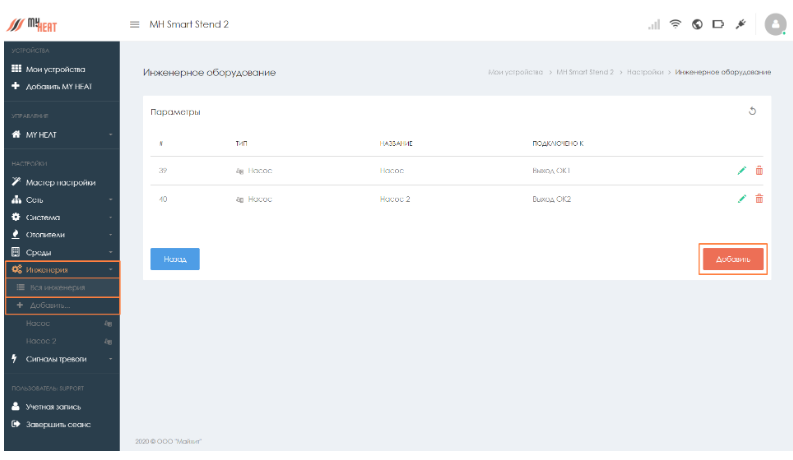 MY HEAT
MH Smart Stend 2
УСТРОЙСТВА
Мои устройства
Добавить MY HEAT
УПРАВЛЕНИЕ
MY HEAT
НАСТРОЙКИ
Мастер настройки
Сеть
Система
Отопители
Среды
Инженерия
Вся инженерия
Добавить...
Насос
Насос 2
Сигналы тревоги
ПОЛЬЗОВАТЕЛЬ: SUPPORT
Учетная запись
Завершить сеанс
Инженерное оборудование
Мои устройства > MH Smart Stend 2 > Настройки > Инженерное оборудование
Параметры
# ТИП НАЗВАНИЕ ПОДКЛЮЧЕНО К
39 Насос Насос Выход OK1
40 Насос Насос 2 Выход OK2
Назад
Добавить
2020 © ООО "Майхит"